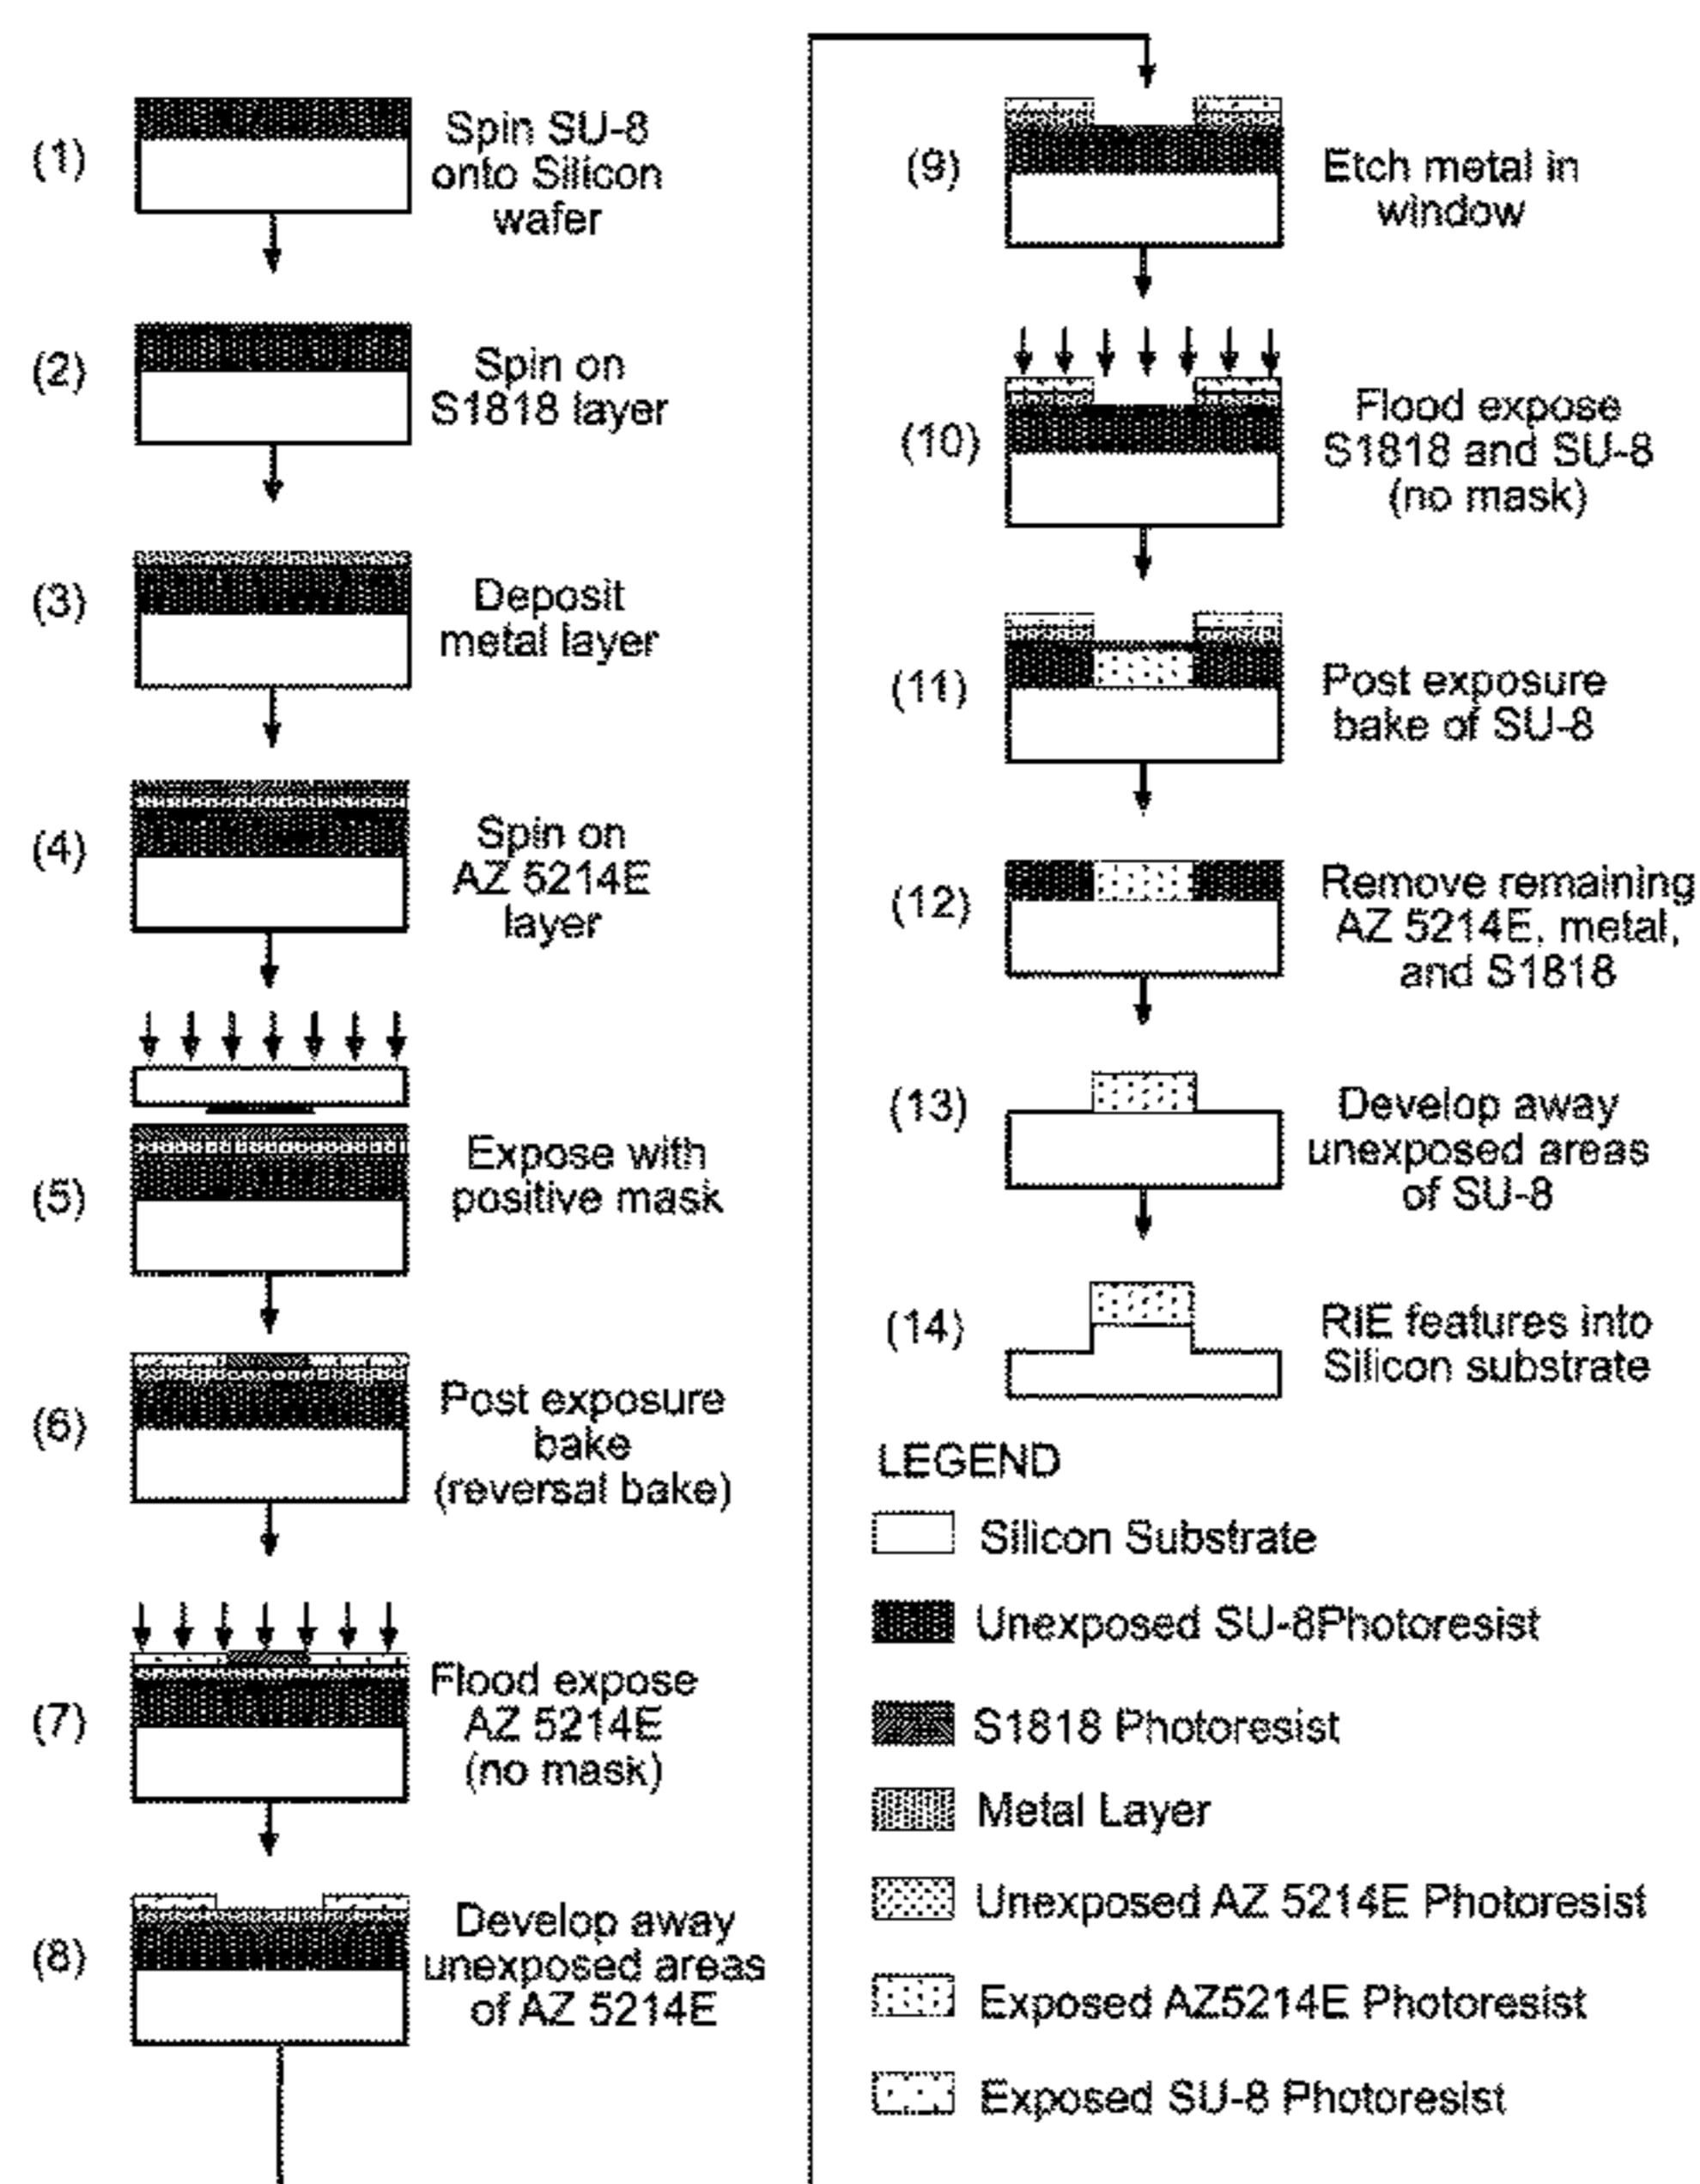 (1)
Spin SU-8
onto Silicon
wafer
(2)
Spin on
S1818 layer
(3)
Deposit
metal layer
(4)
Spin on
AZ 5214E
layer
(5)
Expose with
positive mask
(6)
Post exposure
bake
(reversal bake)
(7)
Flood expose
AZ 5214E
(no mask)
(8)
Develop away
unexposed areas
of AZ 5214E
(9)
Etch metal in
window
(10)
Flood expose
S1818 and SU-8
(no mask)
(11)
Post exposure
bake of SU-8
(12)
Remove remaining
AZ 5214E, metal,
and S1818
(13)
Develop away
unexposed areas
of SU-8
(14)
RIE features into
Silicon substrate
LEGEND
Silicon Substrate
Unexposed SU-8Photoresist
S1818 Photoresist
Metal Layer
Unexposed AZ 5214E Photoresist
Exposed AZ5214E Photoresist
Exposed SU-8 Photoresist